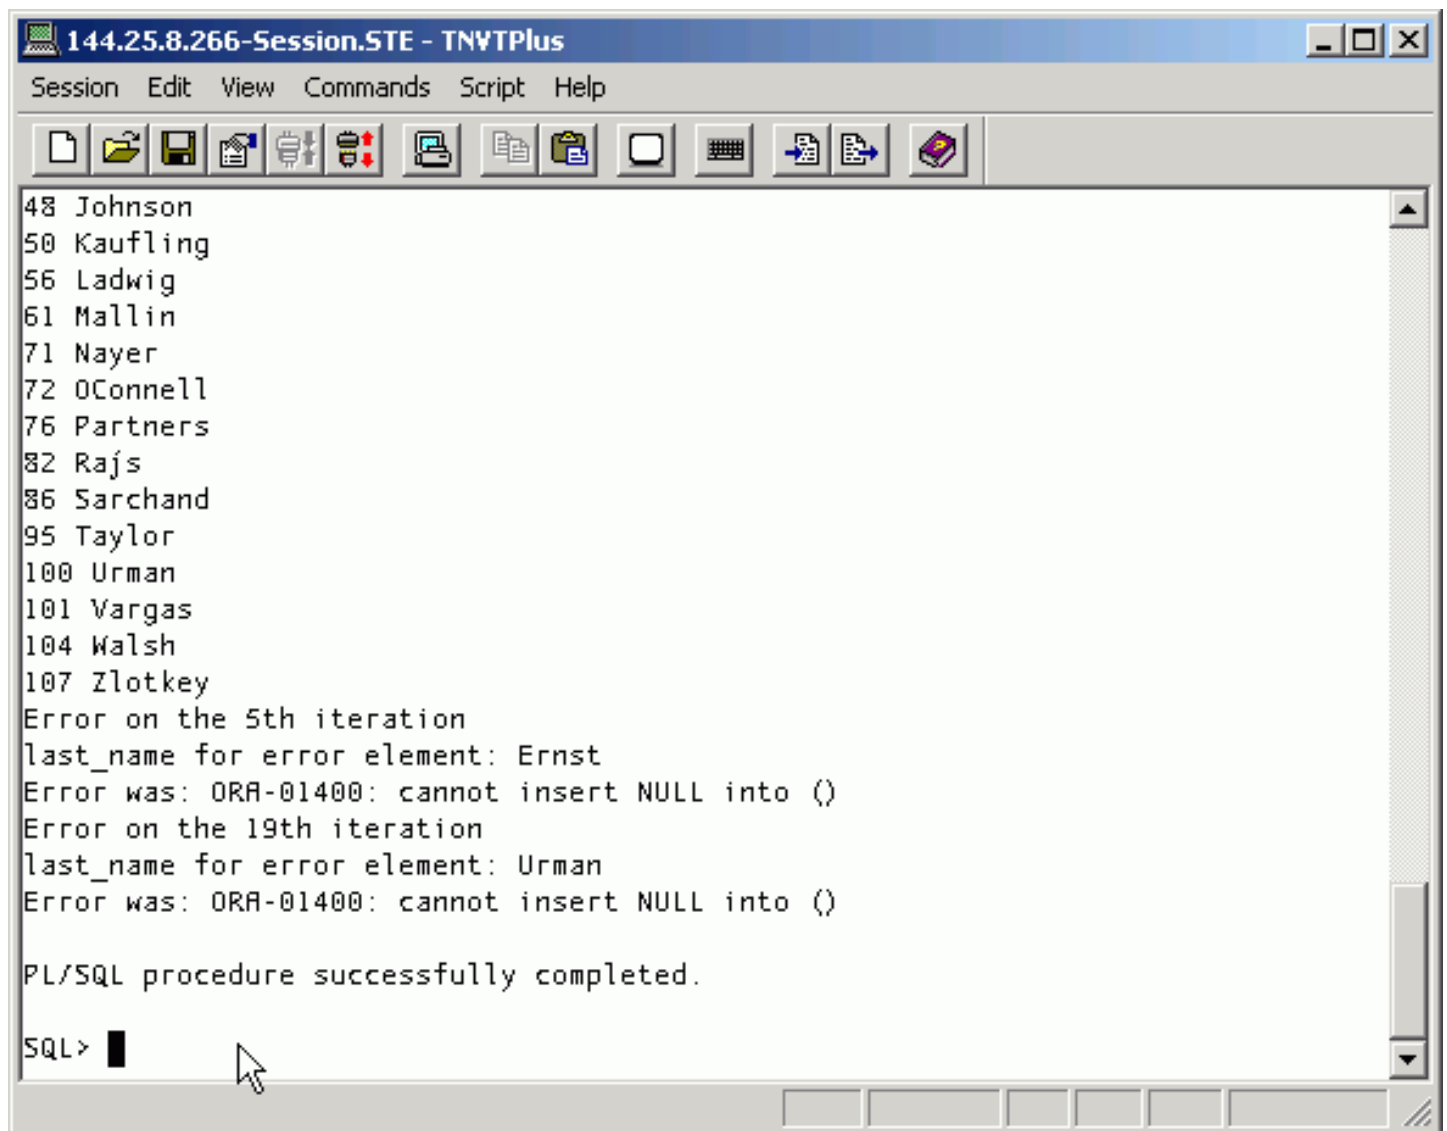 144.25.8.266-Session.STE - TNVTPlus
Session Edit View Commands Script Help
48 Johnson
50 Kaufling
56 Ladwig
61 Mallin
71 Nayer
72 OConnell
76 Partners
82 Rajs
86 Sarchand
95 Taylor
100 Urman
101 Vargas
104 Walsh
107 Zlotkey
Error on the 5th iteration
last_name for error element: Ernst
Error was: ORA-01400: cannot insert NULL into ()
Error on the 19th iteration
last_name for error element: Urman
Error was: ORA-01400: cannot insert NULL into ()
PL/SQL procedure successfully completed.
SQL>